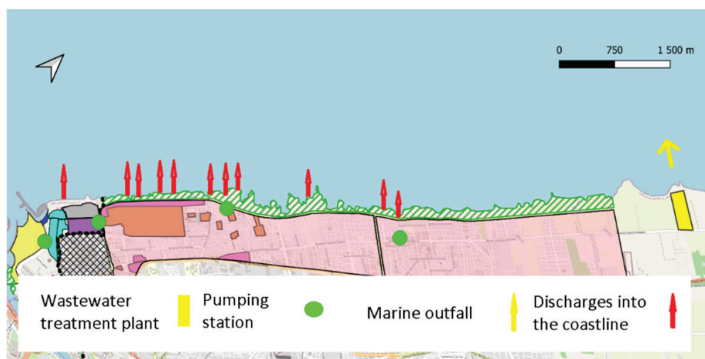 0 750 1 500 m
Wastewater Pumping Marine outfall Discharges into
treatment plant station the coastline